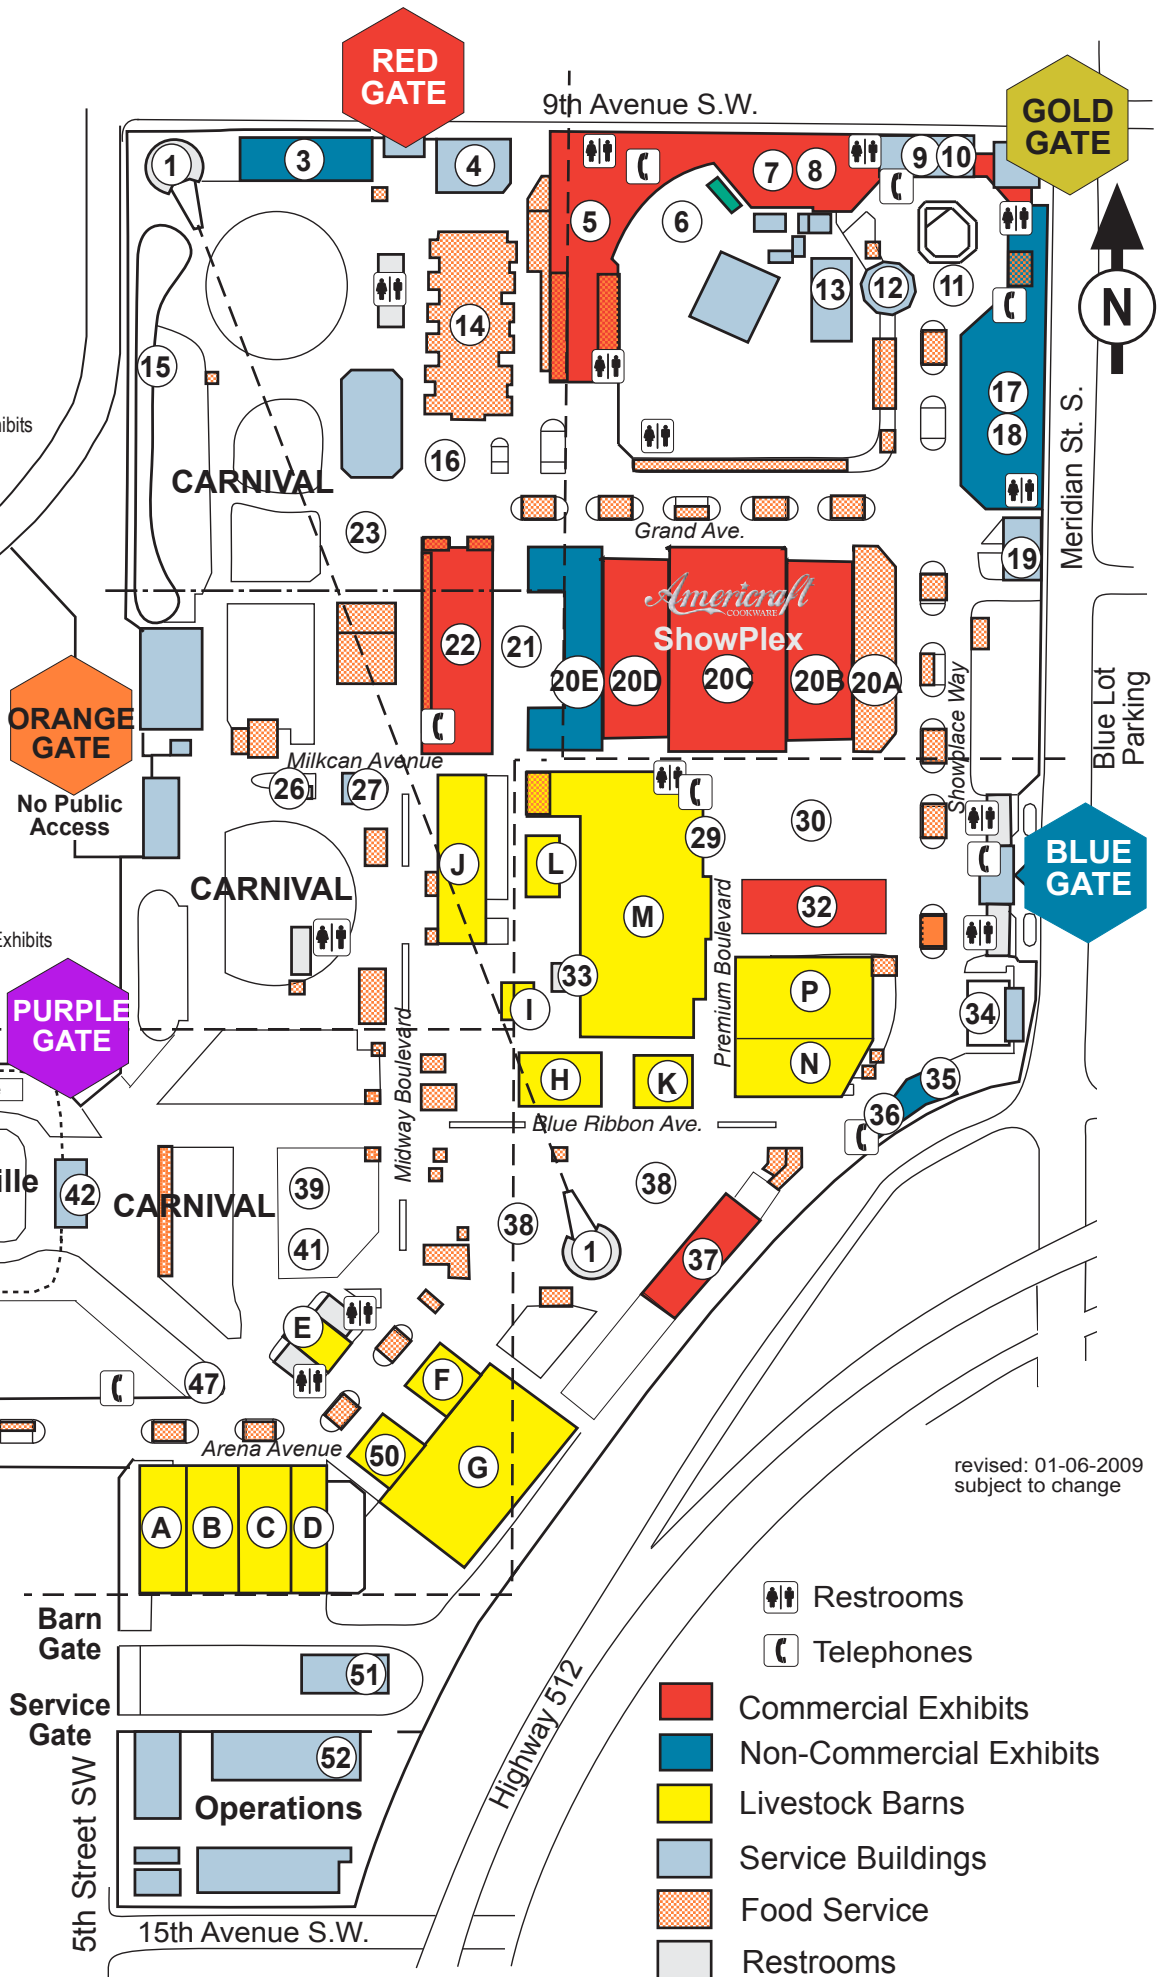 RED
GATE
9th Avenue S.W.
GOLD
GATE
1
3
4
5
6
7
8
9
10
11
12
13
N
14
15
16
17
18
19
hibits
CARNIVAL
23
Grand Ave.
Meridian St. S.
Americraft
COOKWARE
ShowPlex
22
21
20E
20D
20C
20B
20A
ORANGE
GATE
No Public
Access
Milkcan Avenue
26
27
Showplace Way
Blue Lot
Parking
29
30
J
L
M
CARNIVAL
32
BLUE
GATE
Exhibits
33
I
Premium Boulevard
P
N
34
PURPLE
GATE
Midway Boulevard
H
K
35
36
Blue Ribbon Ave.
ille
42
CARNIVAL
39
41
38
38
1
37
E
F
47
50
G
Arena Avenue
A
B
C
D
revised: 01-06-2009
subject to change
Barn
Gate
51
Service
Gate
52
Operations
5th Street SW
15th Avenue S.W.
Highway 512
Restrooms
Telephones
Commercial Exhibits
Non-Commercial Exhibits
Livestock Barns
Service Buildings
Food Service
Restrooms